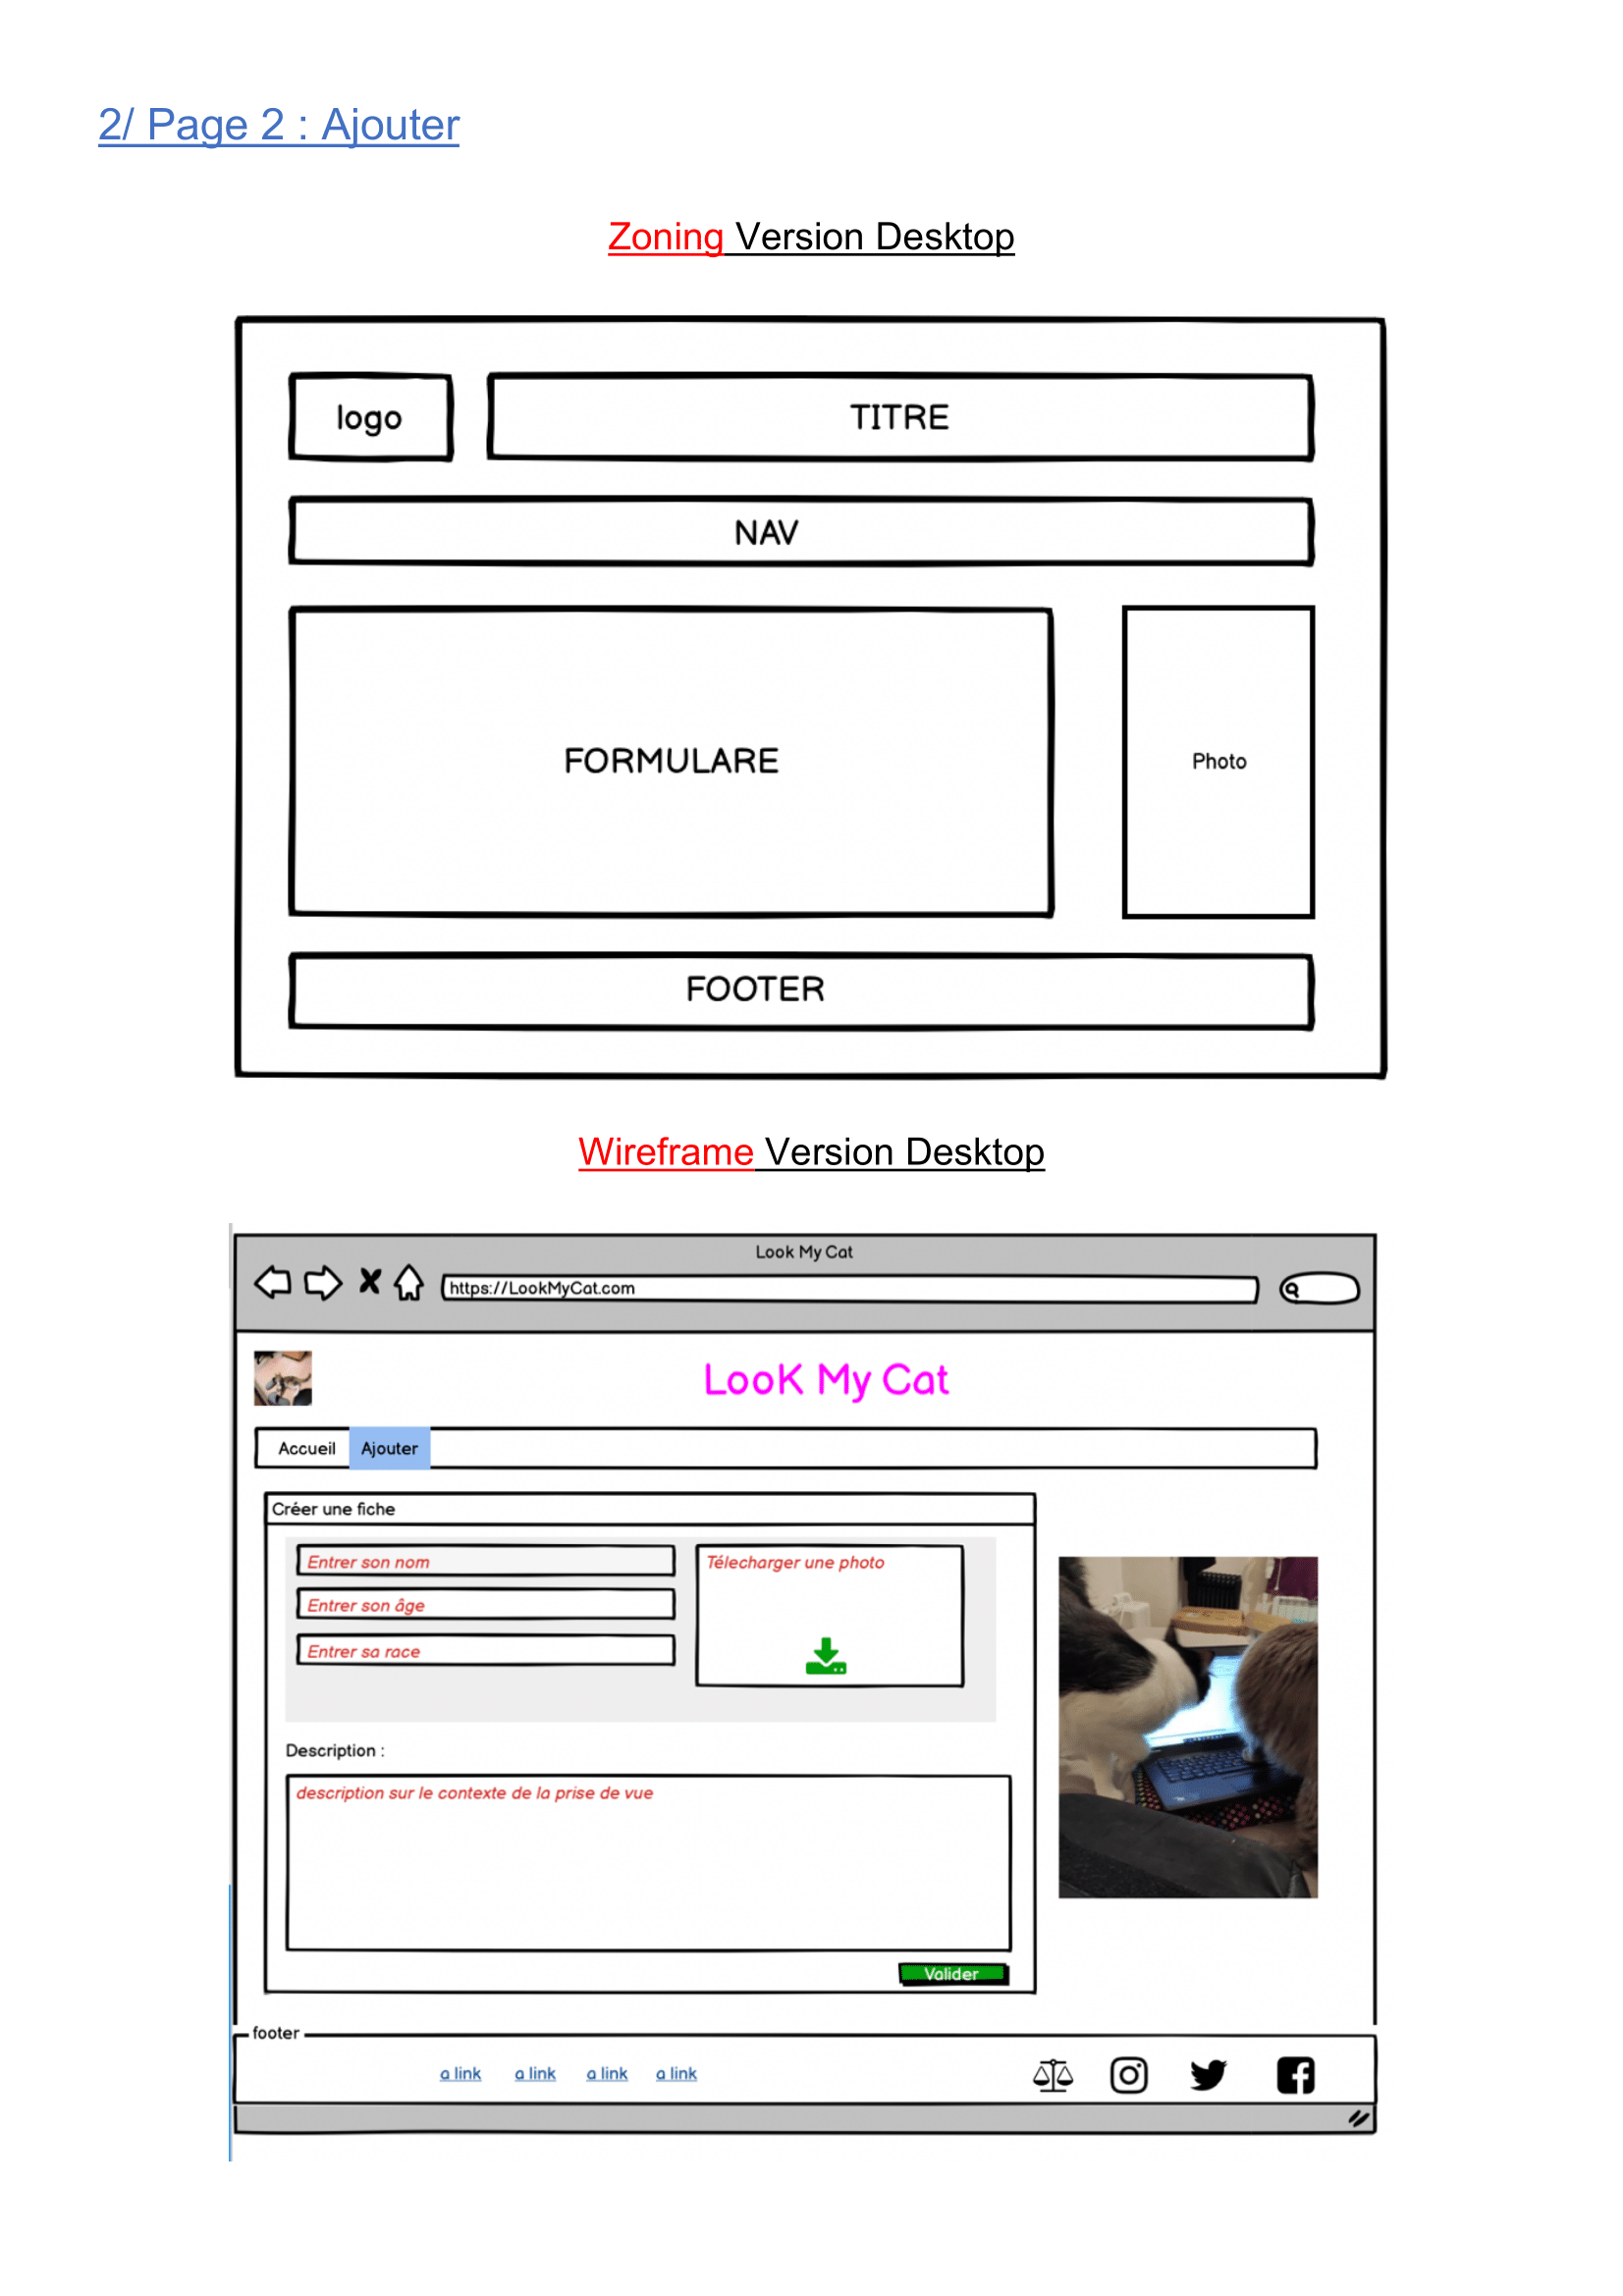 2/ Page 2 : Ajouter
Zoning Version Desktop
logo
TITRE
NAV
FORMULARE
Photo
FOOTER
Wireframe Version Desktop
Look My Cat
https://LookMyCat.com
LooK My Cat
Accueil Ajouter
Créer une fiche
Entrer son nom
Télecharger une photo
Entrer son âge
Entrer sa race
Description :
description sur le contexte de la prise de vue
Valider
footer
a link a link a link a link